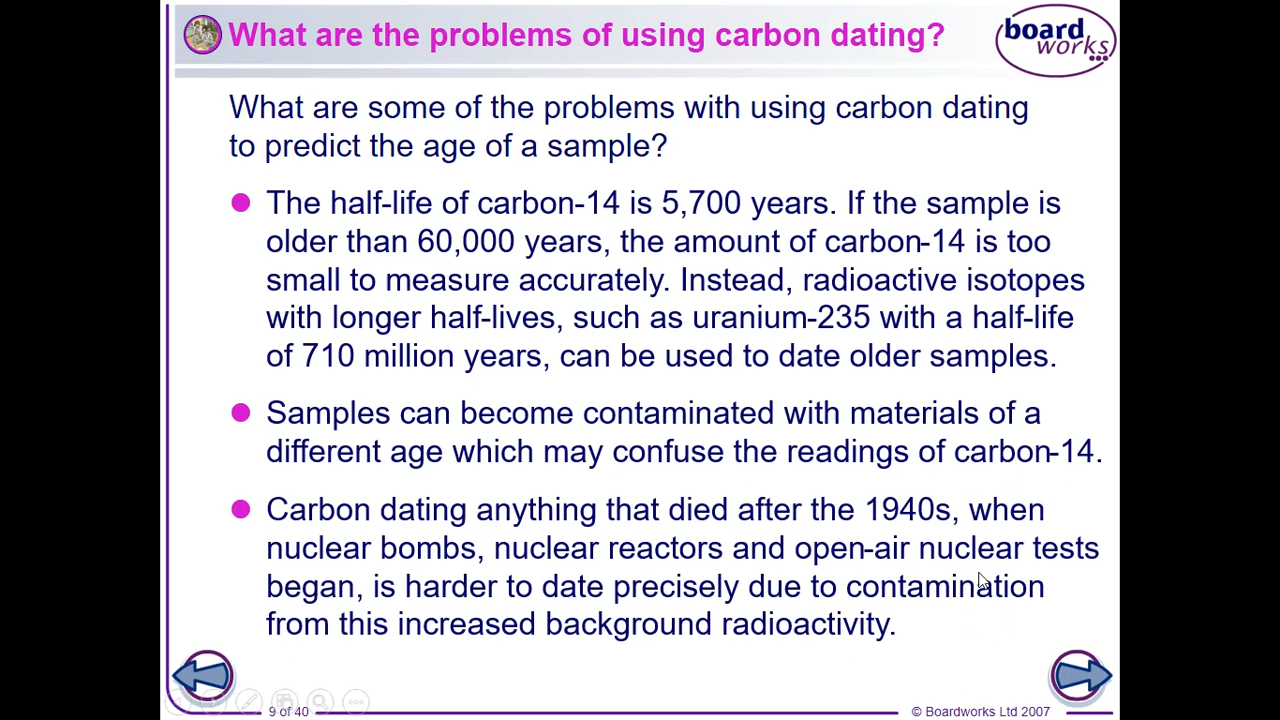 What are the problems of using carbon dating?
board
works
What are some of the problems with using carbon dating
to predict the age of a sample?
The half-life of carbon-14 is 5,700 years. If the sample is
older than 60,000 years, the amount of carbon-14 is too
small to measure accurately. Instead, radioactive isotopes
with longer half-lives, such as uranium-235 with a half-life
of 710 million years, can be used to date older samples.
Samples can become contaminated with materials of a
different age which may confuse the readings of carbon-14.
Carbon dating anything that died after the 1940s, when
nuclear bombs, nuclear reactors and open-air nuclear tests
began, is harder to date precisely due to contamination
from this increased background radioactivity.
9 of 40
© Boardworks Ltd 2007